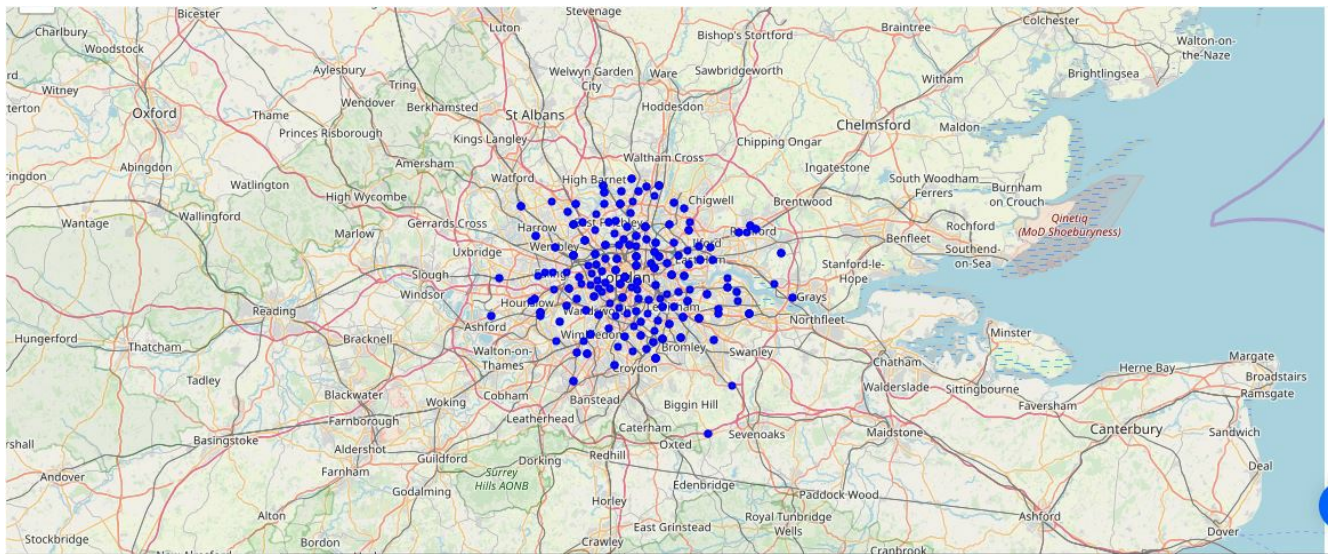 Bicester
Stevenage
Colchester
Luton
Charlbury
Bishop's Stortford
Braintree
Woodstock
Walton-on-
the-Naze
Aylesbury
Welwyn Garden
City
Ware
Sawbridgeworth
Witham
Brightlingsea
Tring
Witney
Wendover
Berkhamsted
Hoddesdon
Oxford
Thame
St Albans
Chelmsford
Maldon
Princes Risborough
Kings Langley
Chipping Ongar
Abingdon
Amersham
Waltham Cross
Ingatestone
Watford
High Barnet
South Woodham
Ferrers
Burnham
on Crouch
Watlington
High Wycombe
Chigwell
Brentwood
Wallingford
Wantage
Gerrards Cross
Harrow
Rochford
Qinetiq
(MoD Shoeburyness)
Marlow
Benfleet
Ilford
Wembley
Uxbridge
Southend-
on-Sea
Stanford-le-
Hope
Slough
London
Windsor
Grays
Hounslow
Reading
Northfleet
Ashford
Minster
Hungerford
Bracknell
Wimbledon
Thatcham
Bromley
Swanley
Walton-on-
Thames
Chatham
Margate
Herne Bay
Croydon
Broadstairs
Tadley
Walderslade
Sittingbourne
Ramsgate
Blackwater
Cobham
Banstead
Woking
Biggin Hill
Faversham
Farnborough
Leatherhead
Caterham
Sevenoaks
Maidstone
Canterbury
Sandwich
Basingstoke
Oxted
Aldershot
Redhill
Guildford
Dorking
Deal
Andover
Farnham
Surrey
Hills AONB
Edenbridge
Godalming
Horley
Paddock Wood
Alton
Royal Tunbridge
Wells
Ashford
East Grinstead
Dover
Stockbridge
Bordon
Crawley
Cranbrook